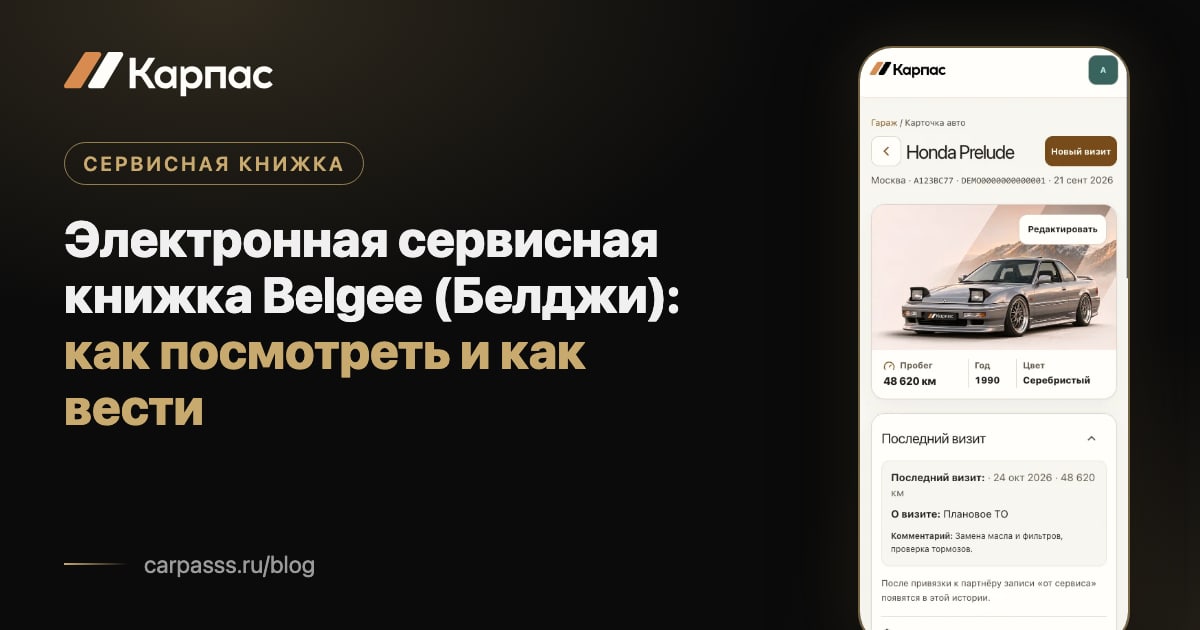 Карпас
СЕРВИСНАЯ КНИЖКА
Электронная сервисная
книжка Belgee (Белджи):
как посмотреть и как
вести
carpasss.ru/blog
Карпас
А
Гараж / Карточка авто
Honda Prelude
Новый визит
Москва · А123ВС77 · DEMO0000000000001 · 21 сент 2026
Редактировать
Карпас
Пробег
48 620 км
Год
1990
Цвет
Серебристый
Последний визит
Последний визит: · 24 окт 2026 · 48 620
км
О визите: Плановое ТО
Комментарий: Замена масла и фильтров,
проверка тормозов.
После привязки к партнёру записи «от сервиса»
появятся в этой истории.